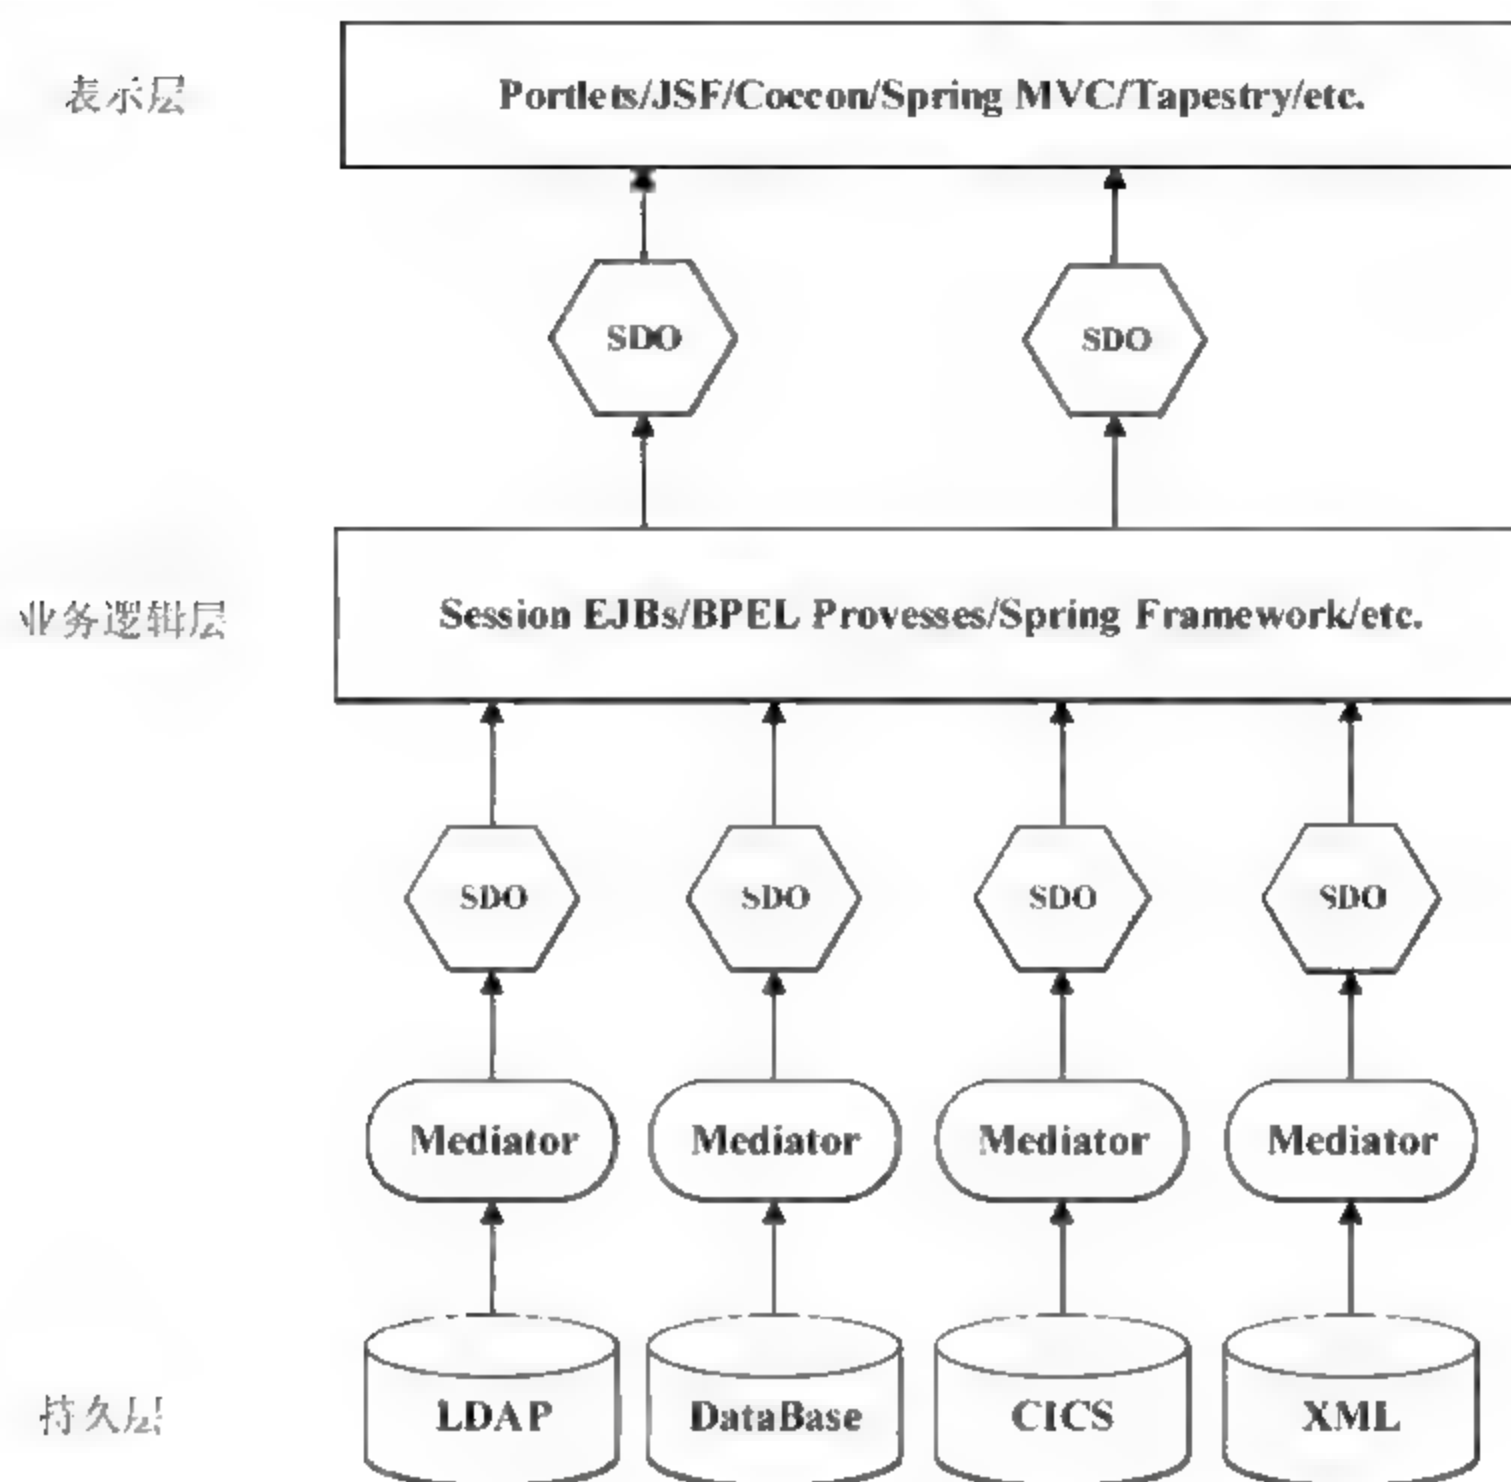 表示层
Portlets/JSF/Coccon/Spring MVC/Tapestry/etc.
SDO
SDO
业务逻辑层
Session EJBs/BPEL Provesses/Spring Framework/etc.
SDO
SDO
SDO
SDO
Mediator
Mediator
Mediator
Mediator
持久层
LDAP
DataBase
CICS
XML